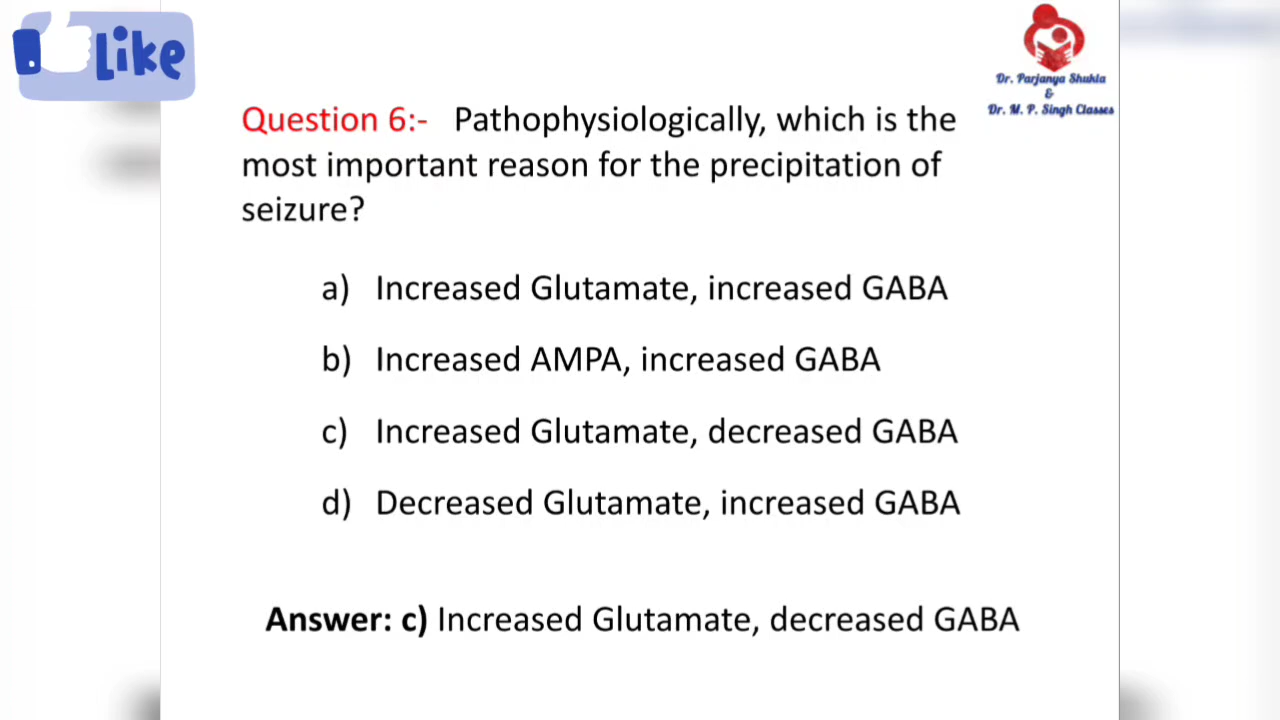 Like
Dr. Parjanya Shukla
&
Dr. M. P. Singh Classes
Question 6:- Pathophysiologically, which is the
most important reason for the precipitation of
seizure?
a) Increased Glutamate, increased GABA
b) Increased AMPA, increased GABA
c) Increased Glutamate, decreased GABA
d) Decreased Glutamate, increased GABA
Answer: c) Increased Glutamate, decreased GABA